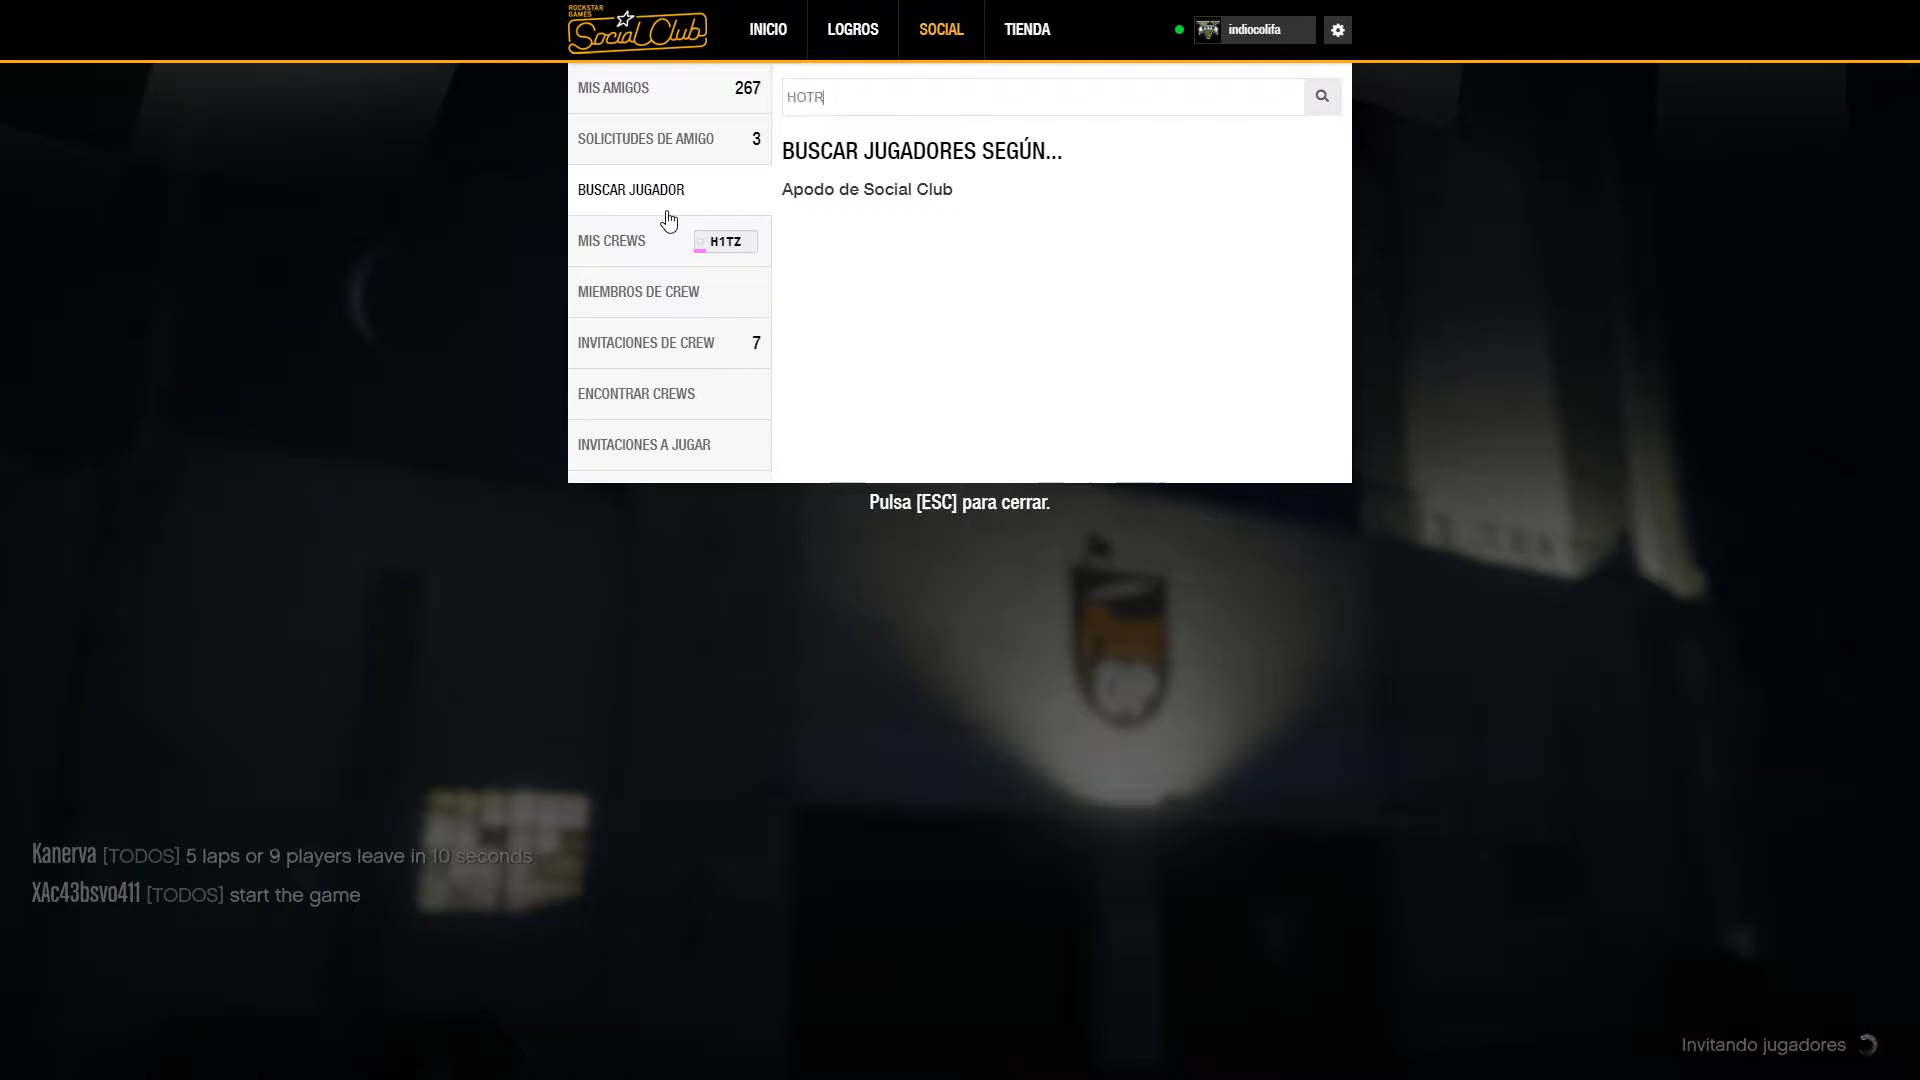 ROCKSTAR
GAMES
Social Club
INICIO
LOGROS
SOCIAL
TIENDA
indiocolifa
MIS AMIGOS 267
HOTR
SOLICITUDES DE AMIGO 3
BUSCAR JUGADORES SEGÚN...
BUSCAR JUGADOR
Apodo de Social Club
MIS CREWS H1TZ
MIEMBROS DE CREW
INVITACIONES DE CREW 7
ENCONTRAR CREWS
INVITACIONES A JUGAR
Pulsa [ESC] para cerrar.
Kanerva [TODOS] 5 laps or 9 players leave in 10 seconds
XAc43bsvo411 [TODOS] start the game
Invitando jugadores